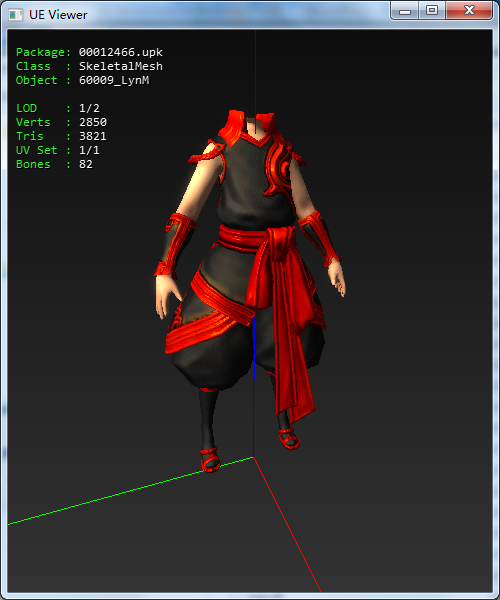 UE Viewer
Package: 00012466.upk
Class : SkeletalMesh
Object : 60009_LynM
LOD : 1/2
Verts : 2850
Tris : 3821
UV Set : 1/1
Bones : 82